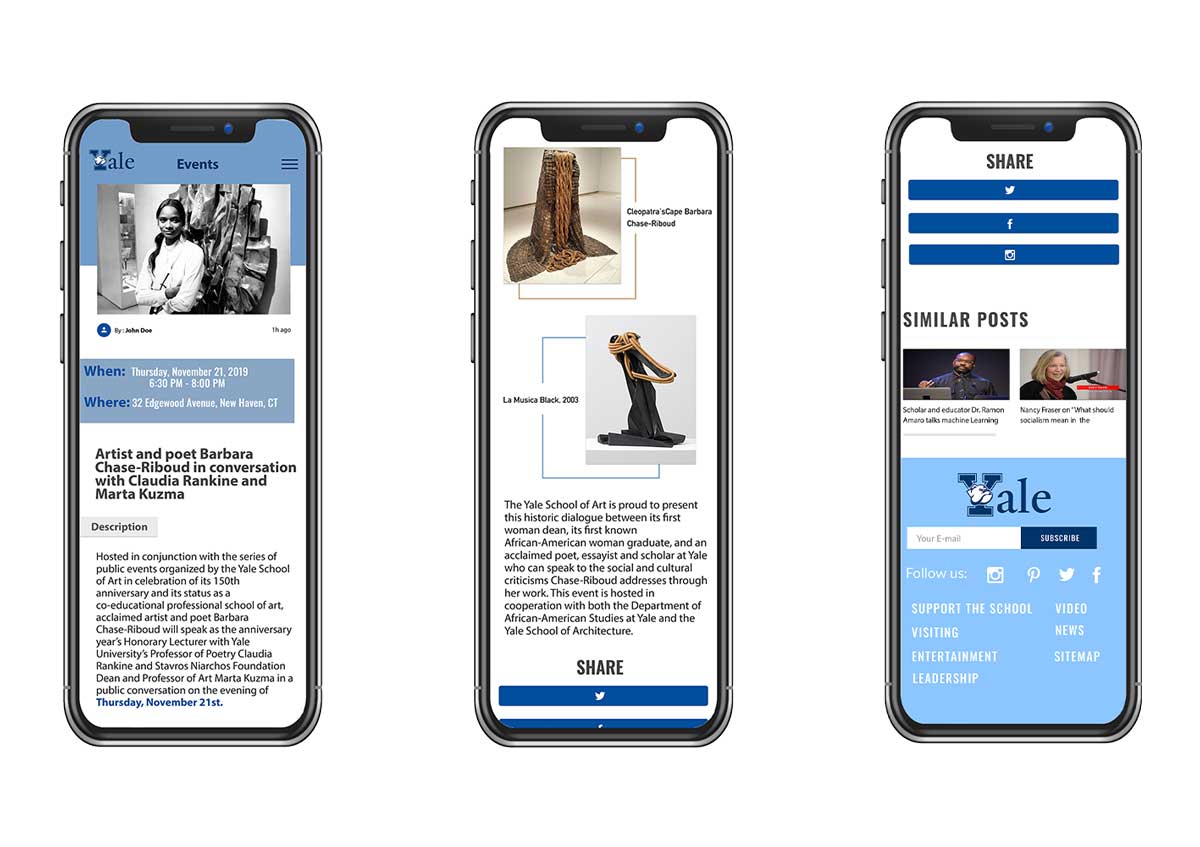 Yale
Events
By : John Doe
1h ago
When: Thursday, November 21, 2019
6:30 PM - 8:00 PM
Where: 32 Edgewood Avenue, New Haven, CT
Artist and poet Barbara
Chase-Riboud in conversation
with Claudia Rankine and
Marta Kuzma
Description
Hosted in conjunction with the series of
public events organized by the Yale School
of Art in celebration of its 150th
anniversary and its status as a
co-educational professional school of art,
acclaimed artist and poet Barbara
Chase-Riboud will speak as the anniversary
year's Honorary Lecturer with Yale
University's Professor of Poetry Claudia
Rankine and Stavros Niarchos Foundation
Dean and Professor of Art Marta Kuzma in a
public conversation on the evening of
Thursday, November 21st.
Cleopatra'sCape Barbara
Chase-Riboud
La Musica Black, 2003
The Yale School of Art is proud to present
this historic dialogue between its first
woman dean, its first known
African-American woman graduate, and an
acclaimed poet, essayist and scholar at Yale
who can speak to the social and cultural
criticisms Chase-Riboud addresses through
her work. This event is hosted in
cooperation with both the Department of
African-American Studies at Yale and the
Yale School of Architecture.
SHARE
SHARE
SIMILAR POSTS
Scholar and educator Dr. Ramon
Amaro talks machine Learning
Nancy Fraser on "What should
socialism mean in the
Yale
Your E-mail
SUBSCRIBE
Follow us:
SUPPORT THE SCHOOL
VISITING
ENTERTAINMENT
LEADERSHIP
VIDEO
NEWS
SITEMAP